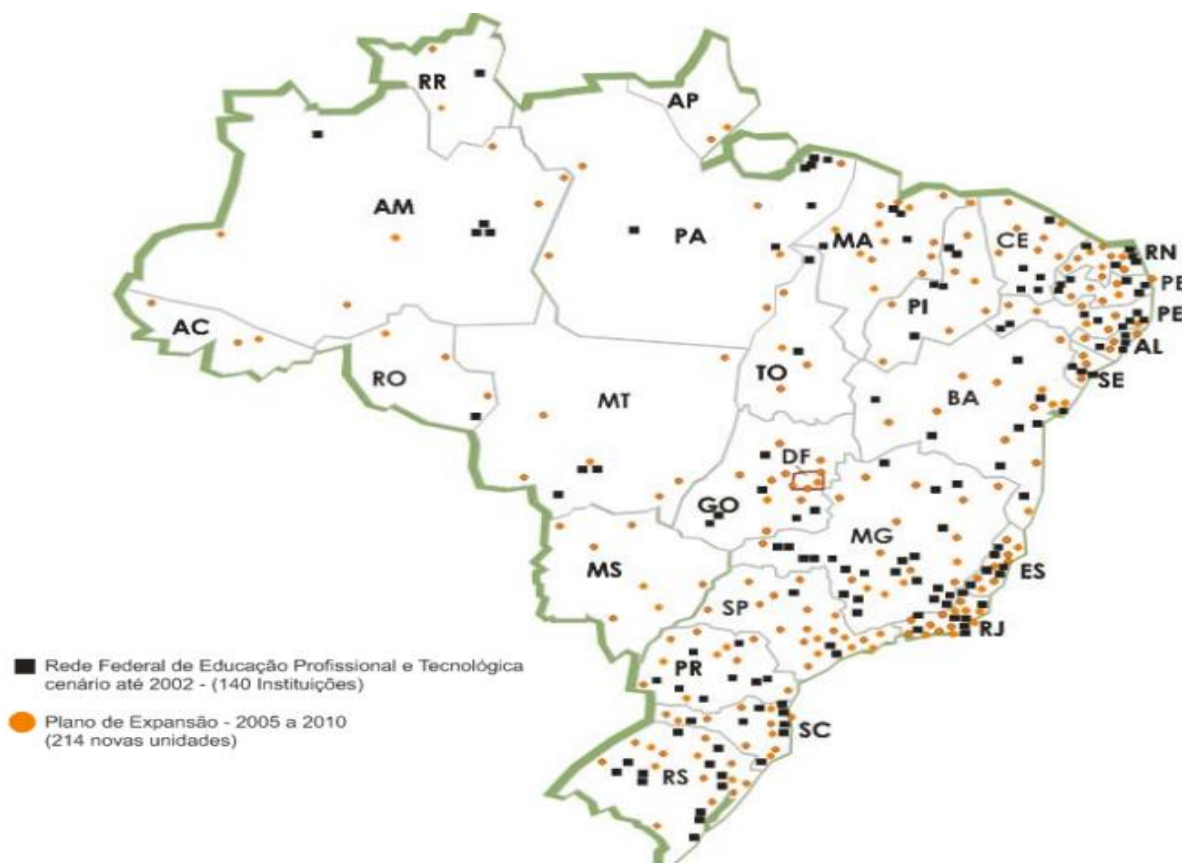 RR
AP
AM
PA
MA
CE
RN
PB
PI
PE
AC
AL
TO
SE
RO
BA
MT
DF
GO
MG
MS
ES
SP
RJ
PR
SC
RS
Rede Federal de Educação Profissional e Tecnológica
cenário até 2002 - (140 Instituições)
Plano de Expansão - 2005 a 2010
(214 novas unidades)